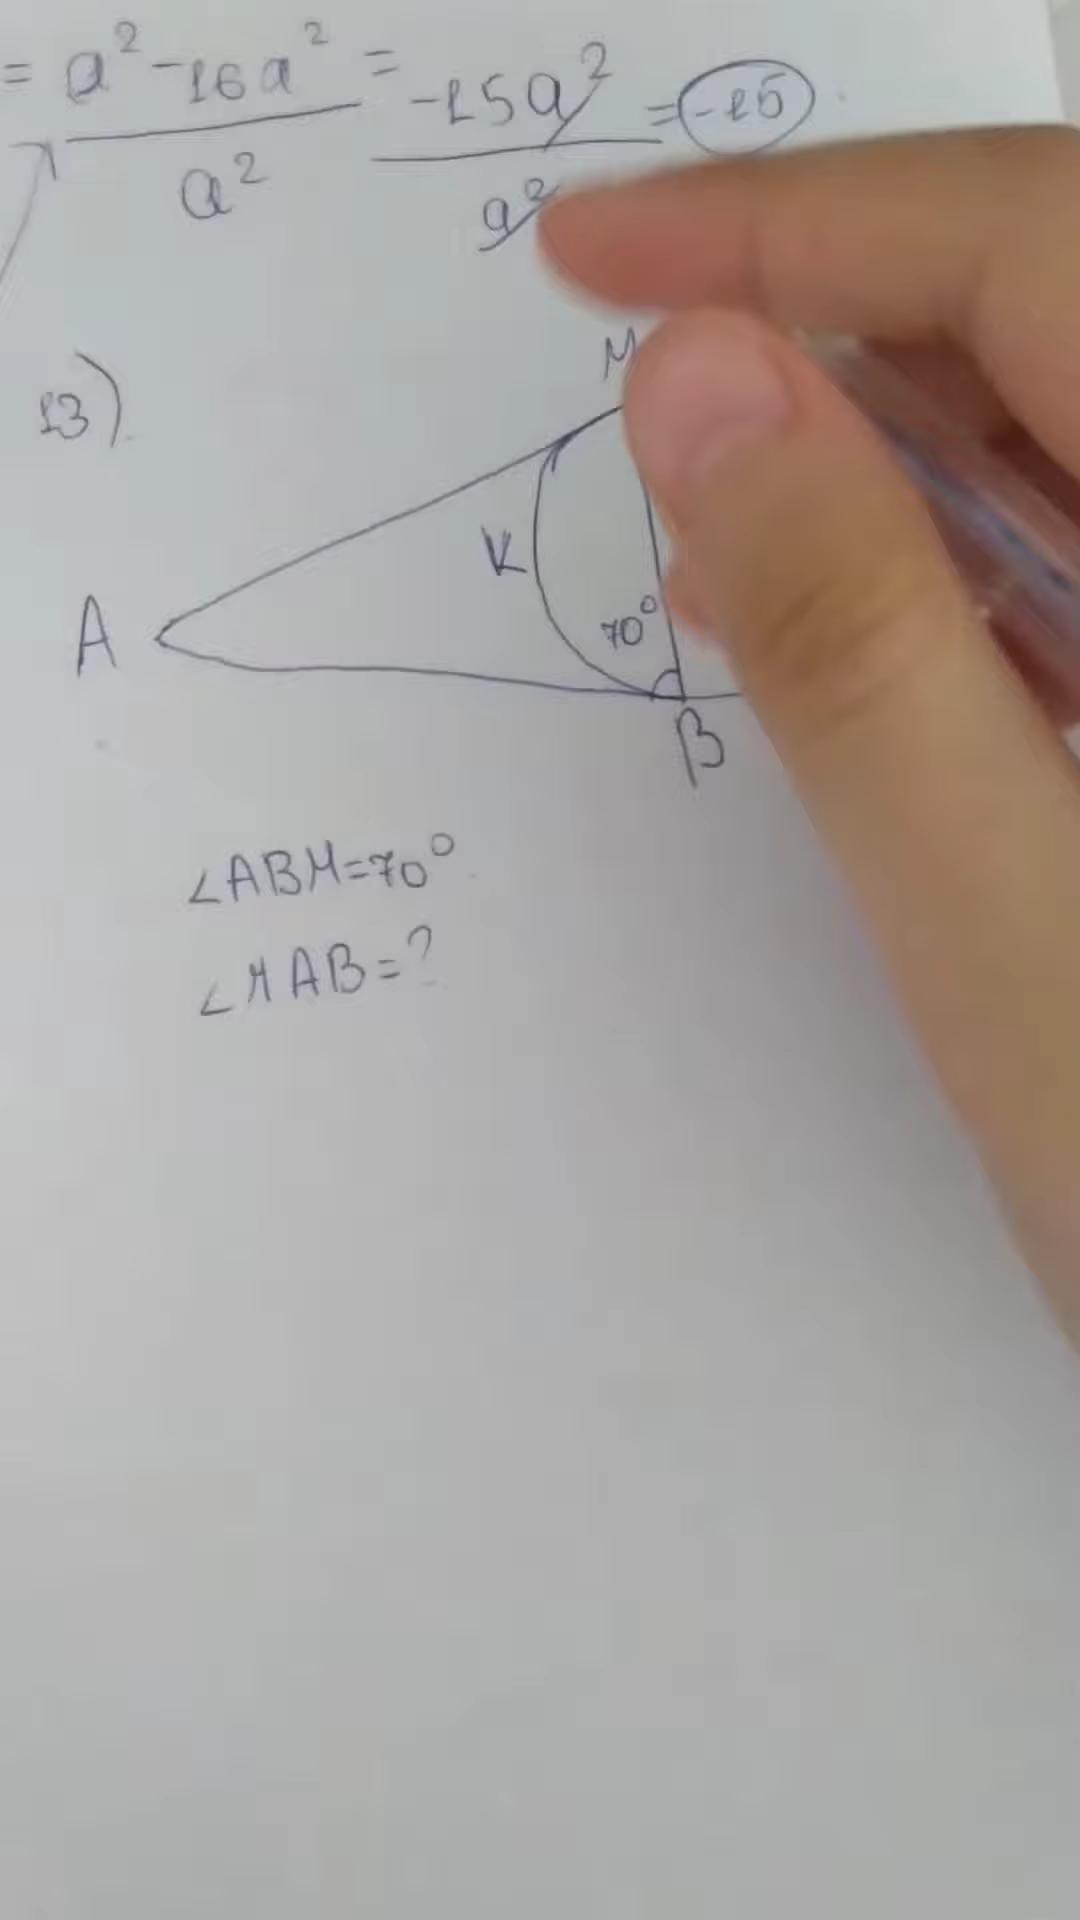 = a² - 16a² / a² = -15a² / a² = -15
13)
M
K
A
70°
B
∠ABM=70°
∠MAB=?